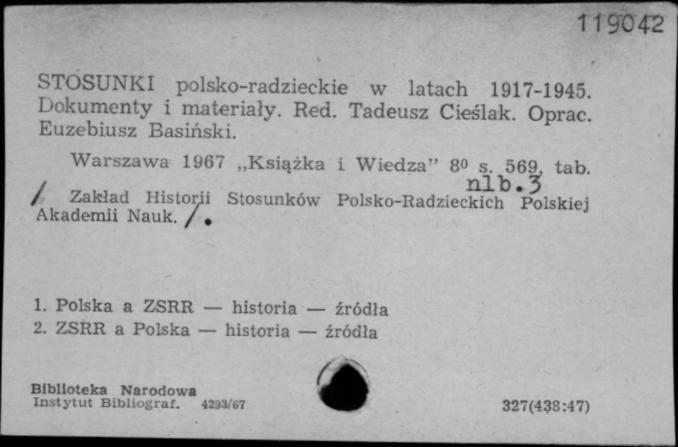 119042
STOSUNKI polsko-radzieckie w latach 1917-1945.
Dokumenty i materiały. Red. Tadeusz Cieślak. Oprac.
Euzebiusz Basiński.
Warszawa 1967 „Książka i Wiedza” 8⁰ s. 569, tab.
nlb.3
/ Zakład Historii Stosunków Polsko-Radzieckich Polskiej
Akademii Nauk. /.
1. Polska a ZSRR — historia — źródła
2. ZSRR a Polska — historia — źródła
Biblioteka Narodowa
Instytut Bibliograf. 4293/67
327(438:47)